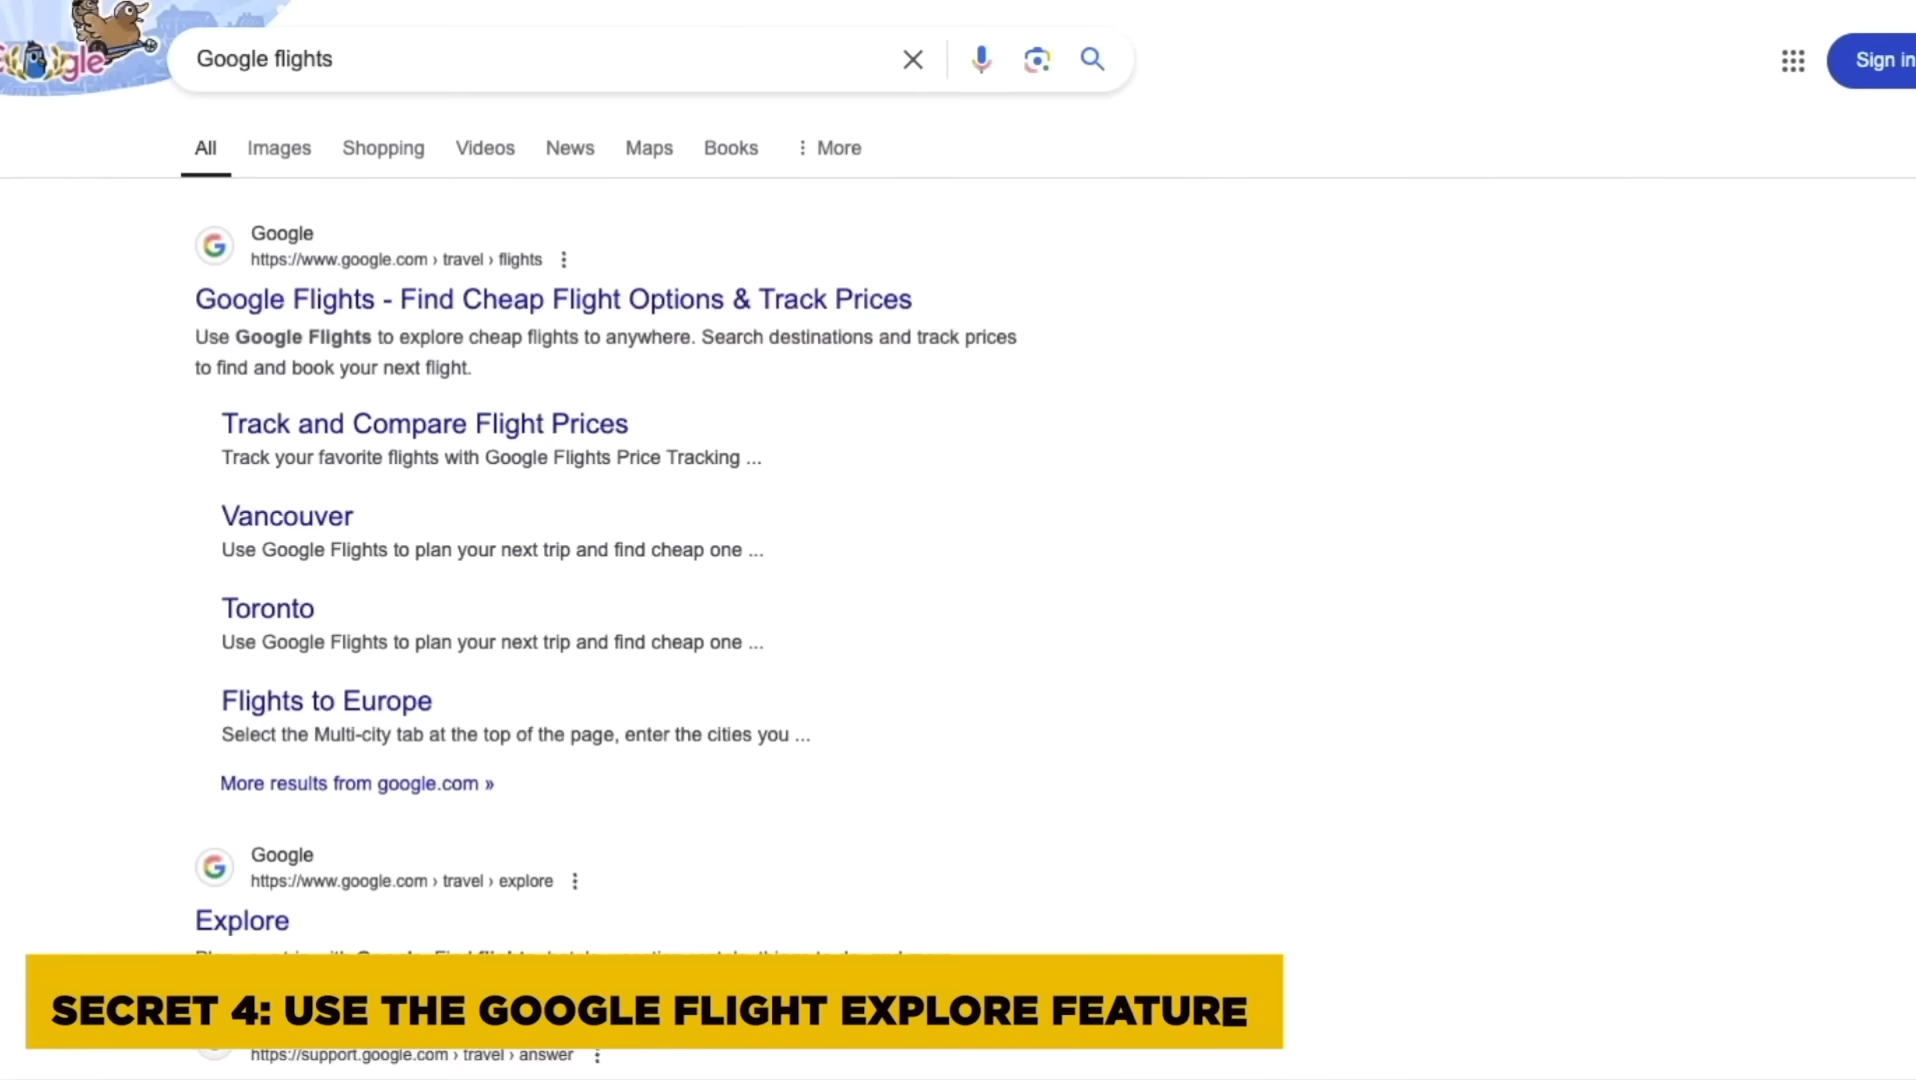 Google flights
Sign in
All Images Shopping Videos News Maps Books More
Google
https://www.google.com › travel › flights
Google Flights - Find Cheap Flight Options & Track Prices
Use Google Flights to explore cheap flights to anywhere. Search destinations and track prices
to find and book your next flight.
Track and Compare Flight Prices
Track your favorite flights with Google Flights Price Tracking ...
Vancouver
Use Google Flights to plan your next trip and find cheap one ...
Toronto
Use Google Flights to plan your next trip and find cheap one ...
Flights to Europe
Select the Multi-city tab at the top of the page, enter the cities you ...
More results from google.com »
Google
https://www.google.com › travel › explore
Explore
SECRET 4: USE THE GOOGLE FLIGHT EXPLORE FEATURE
https://support.google.com › travel › answer